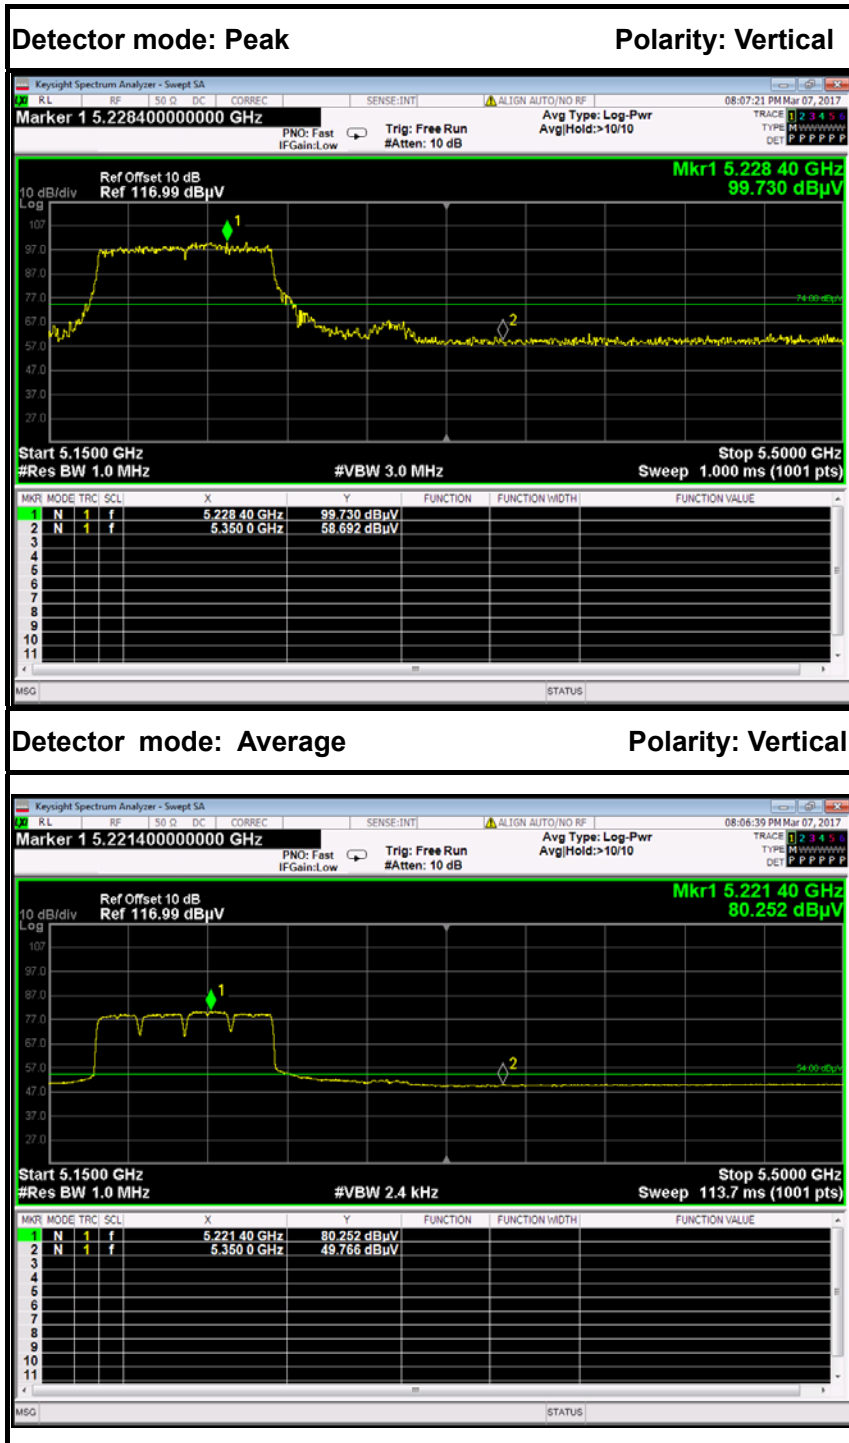 Detector mode: Peak Polarity: Vertical
Keysight Spectrum Analyzer - Swept SA
RL RF 50 Ω DC CORREC SENSE:INT ALIGN AUTO/NO RF 08:07:21 PM Mar 07, 2017
Marker 1 5.228400000000 GHz Avg Type: Log-Pwr TRACE 1 2 3 4 5 6
PNO: Fast Trig: Free Run Avg|Hold:>10/10 TYPE M WWWWW
IFGain:Low #Atten: 10 dB DET P P P P P P
Mkr1 5.228 40 GHz
Ref Offset 10 dB
10 dB/div Ref 116.99 dBµV 99.730 dBµV
Log
107
1
97.0
87.0
77.0
74.00 dBµV
67.0
2
57.0
47.0
37.0
27.0
Start 5.1500 GHz Stop 5.5000 GHz
#Res BW 1.0 MHz #VBW 3.0 MHz Sweep 1.000 ms (1001 pts)
MKR MODE TRC SCL X Y FUNCTION FUNCTION WIDTH FUNCTION VALUE
1 N 1 f 5.228 40 GHz 99.730 dBµV
2 N 1 f 5.350 0 GHz 58.692 dBµV
3
4
5
6
7
8
9
10
11
MSG STATUS
Detector mode: Average Polarity: Vertical
Keysight Spectrum Analyzer - Swept SA
RL RF 50 Ω DC CORREC SENSE:INT ALIGN AUTO/NO RF 08:06:39 PM Mar 07, 2017
Marker 1 5.221400000000 GHz Avg Type: Log-Pwr TRACE 1 2 3 4 5 6
PNO: Fast Trig: Free Run Avg|Hold:>10/10 TYPE M WWWWW
IFGain:Low #Atten: 10 dB DET P P P P P P
Mkr1 5.221 40 GHz
Ref Offset 10 dB
10 dB/div Ref 116.99 dBµV 80.252 dBµV
Log
107
97.0
87.0
1
77.0
67.0
57.0
2
54.00 dBµV
47.0
37.0
27.0
Start 5.1500 GHz Stop 5.5000 GHz
#Res BW 1.0 MHz #VBW 2.4 kHz Sweep 113.7 ms (1001 pts)
MKR MODE TRC SCL X Y FUNCTION FUNCTION WIDTH FUNCTION VALUE
1 N 1 f 5.221 40 GHz 80.252 dBµV
2 N 1 f 5.350 0 GHz 49.766 dBµV
3
4
5
6
7
8
9
10
11
MSG STATUS